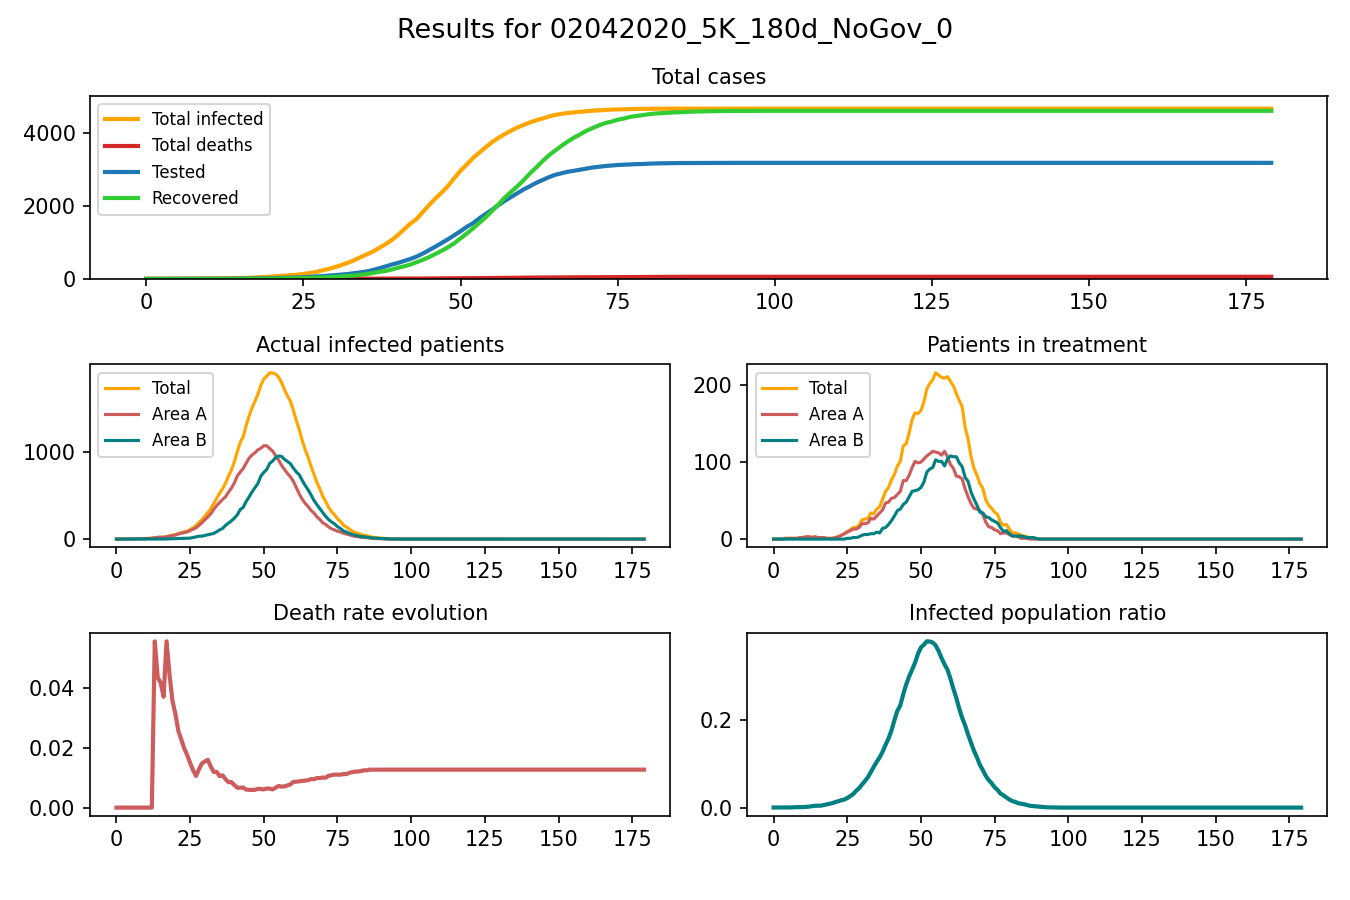 Results for 02042020_5K_180d_NoGov_0
Total cases
Total infected
Total deaths
Tested
Recovered
4000
2000
0
0 25 50 75 100 125 150 175
Actual infected patients
Total
Area A
Area B
1000
0
0 25 50 75 100 125 150 175
Patients in treatment
Total
Area A
Area B
200
100
0
0 25 50 75 100 125 150 175
Death rate evolution
0.04
0.02
0.00
0 25 50 75 100 125 150 175
Infected population ratio
0.2
0.0
0 25 50 75 100 125 150 175